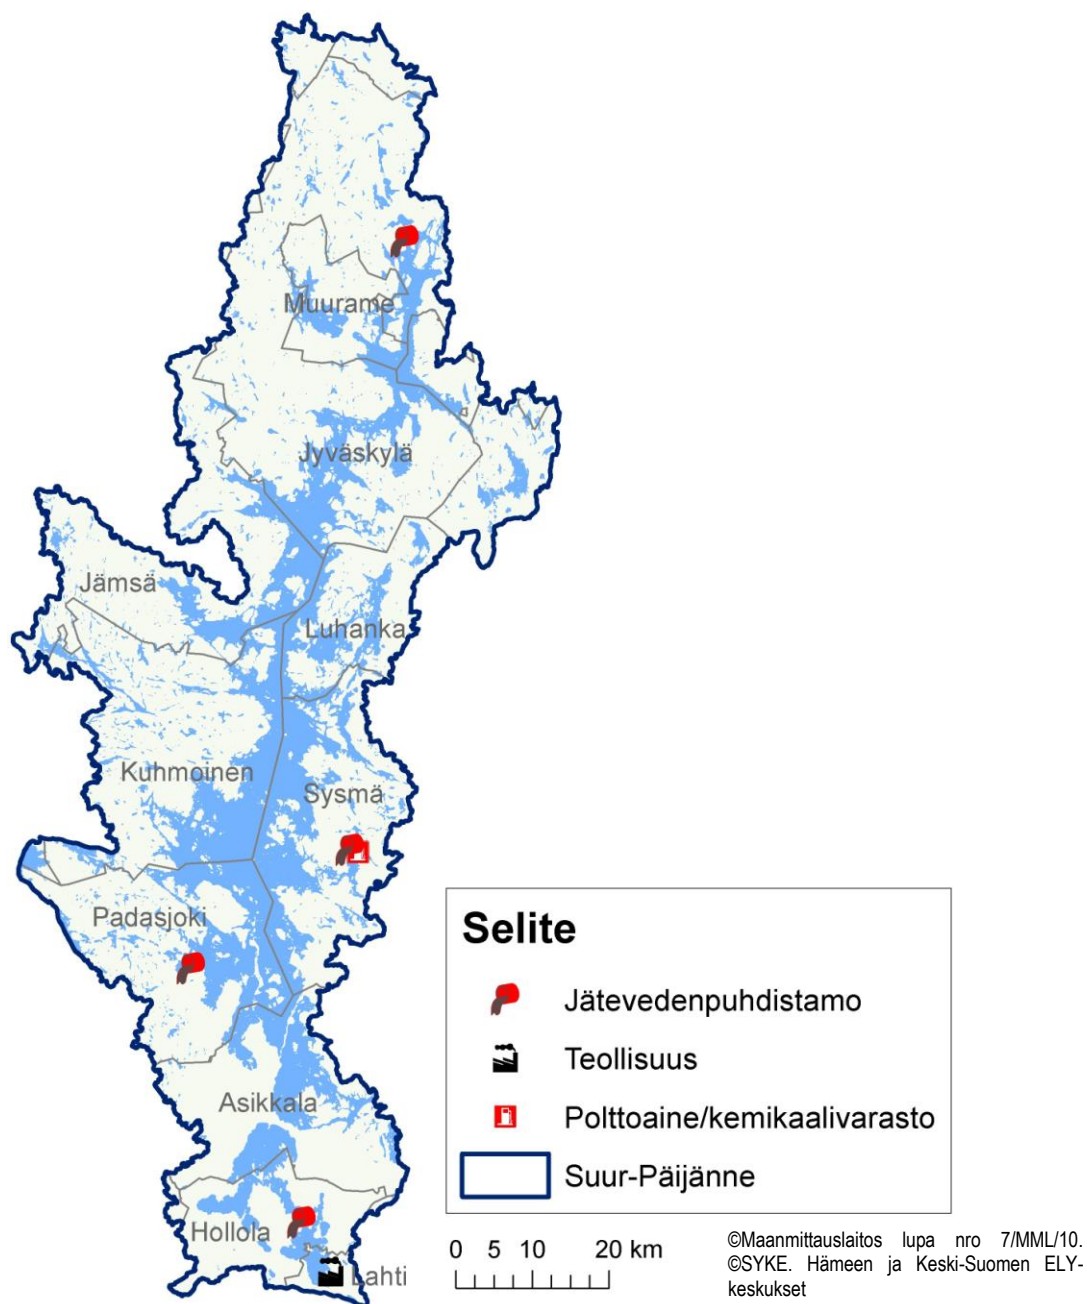 Muurame
Jyväskylä
Jämsä
Luhanka
Kuhmoinen
Sysmä
Padasjoki
Asikkala
Hollola
Lahti
Selite
Jätevedenpuhdistamo
Teollisuus
Polttoaine/kemikaalivarasto
Suur-Päijänne
0 5 10 20 km
©Maanmittauslaitos lupa nro 7/MML/10.
©SYKE. Hämeen ja Keski-Suomen ELY-
keskukset